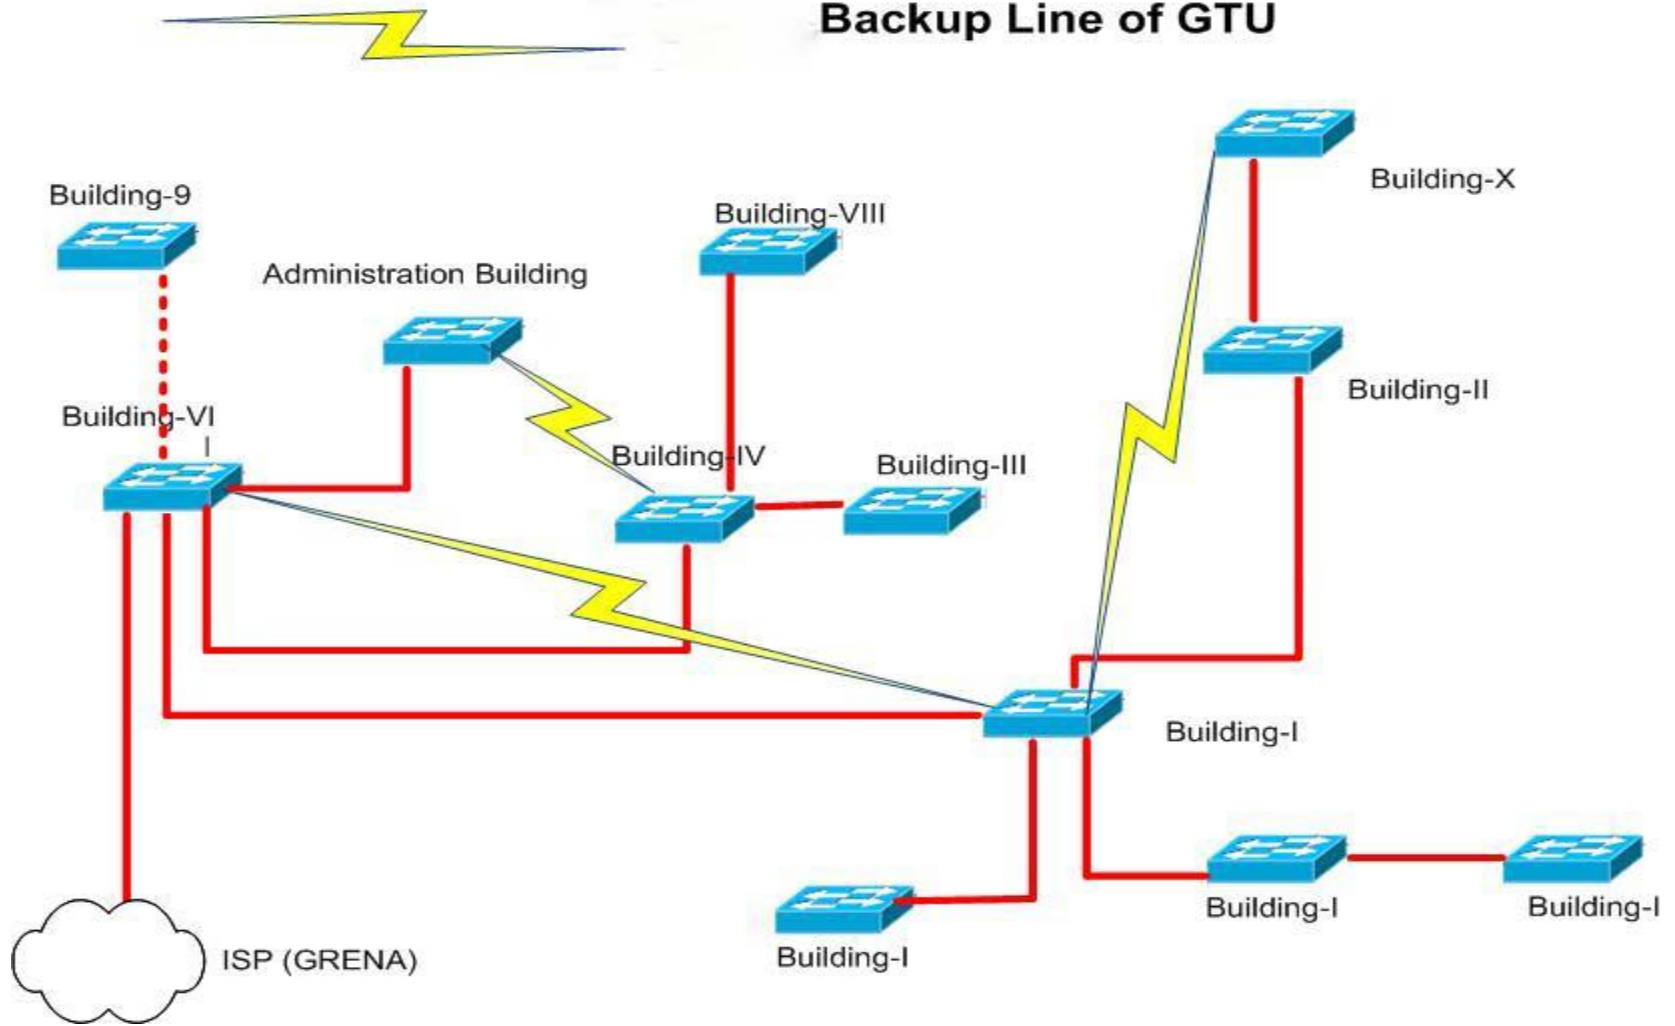 Backup Line of GTU
Building-X
Building-9
Building-VIII
Administration Building
Building-II
Building-VI
Building-IV
Building-III
Building-I
Building-I
Building-I
Building-I
ISP (GRENA)